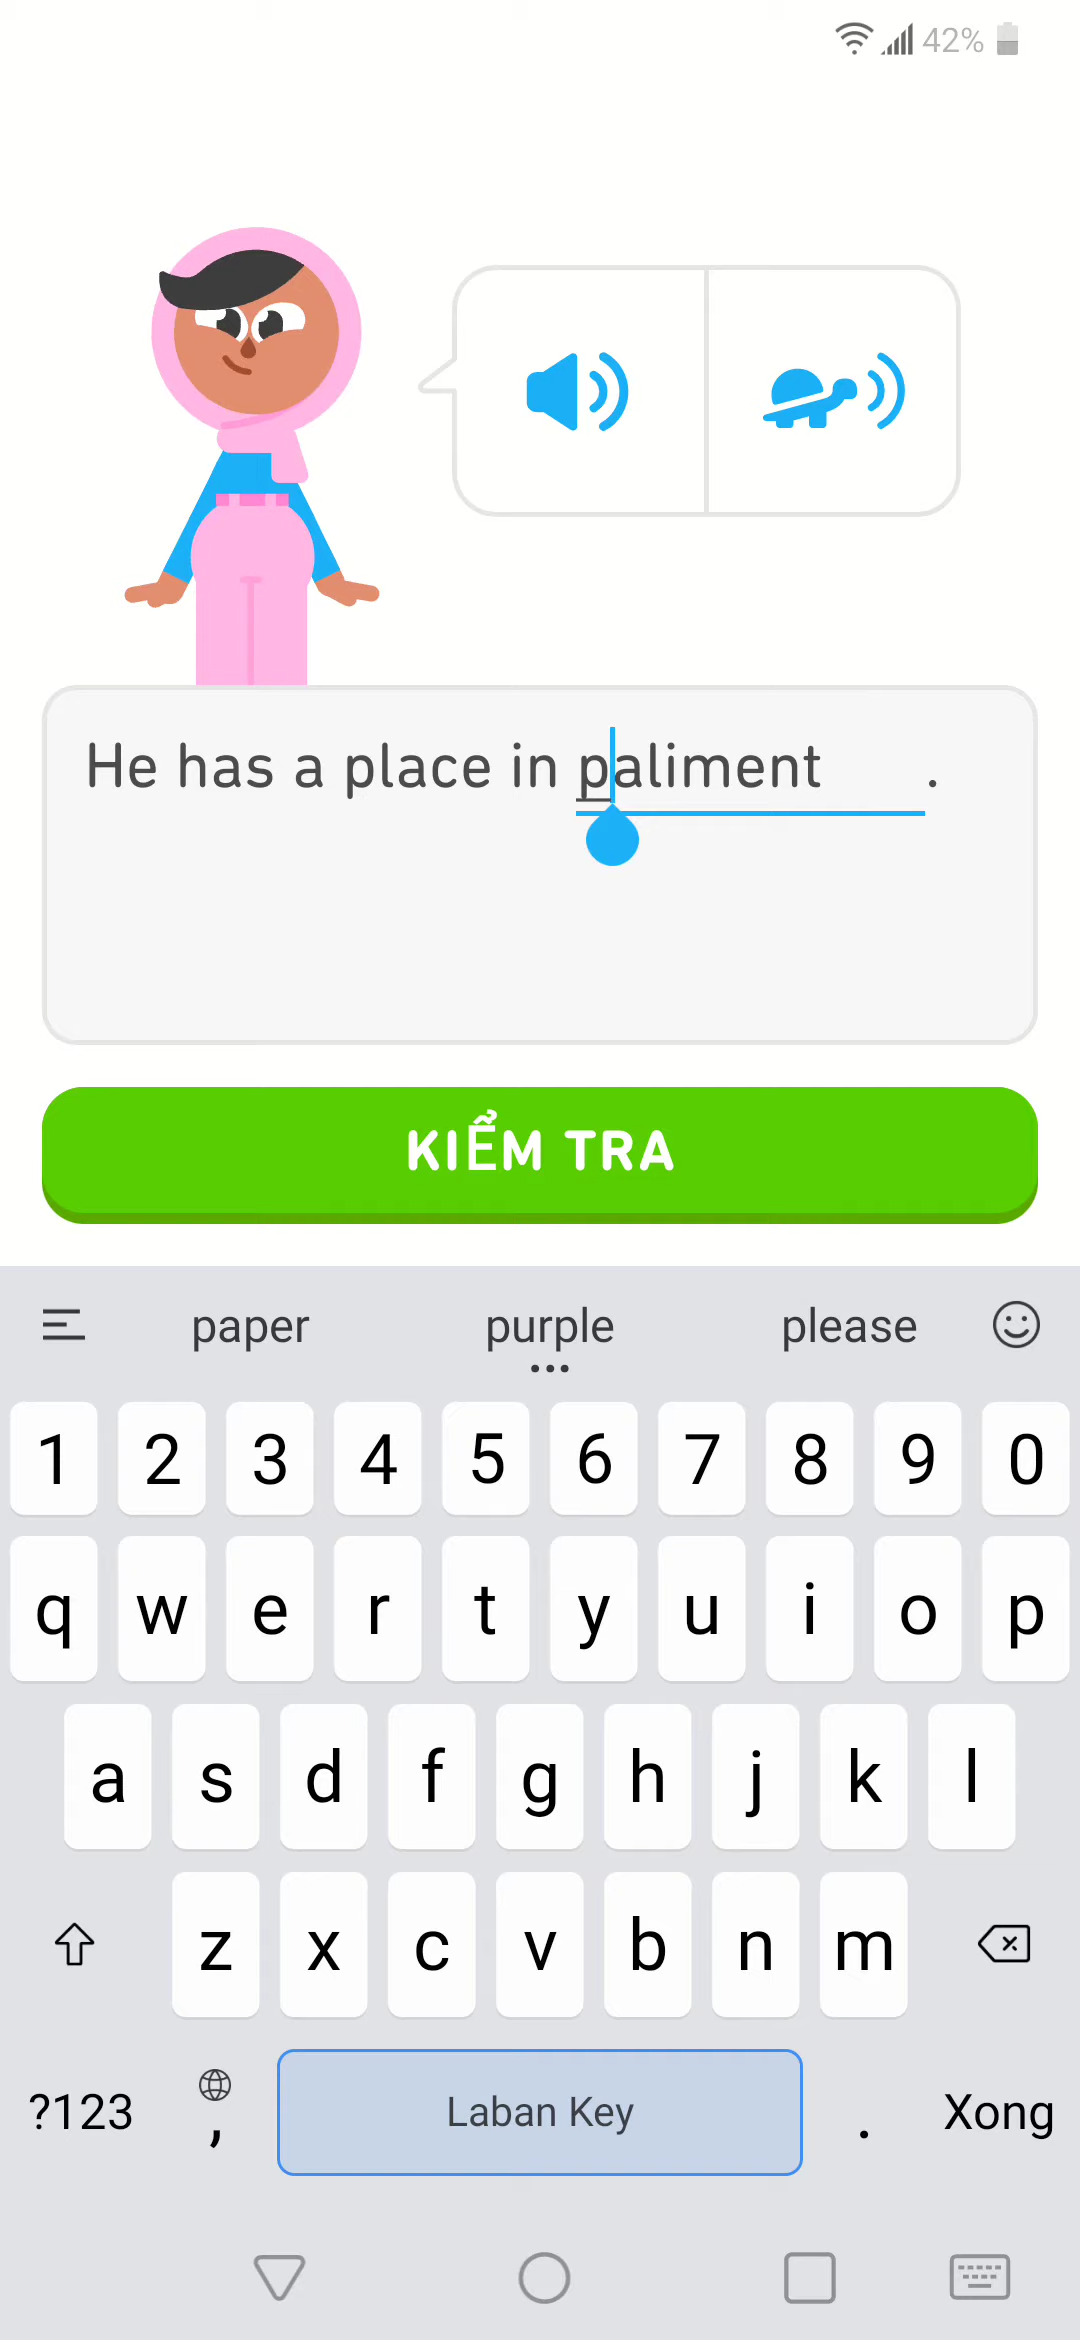 42%
He has a place in paliment .
KIỂM TRA
paper purple please
1 2 3 4 5 6 7 8 9 0
q w e r t y u i o p
a s d f g h j k l
z x c v b n m
?123 , Laban Key . Xong